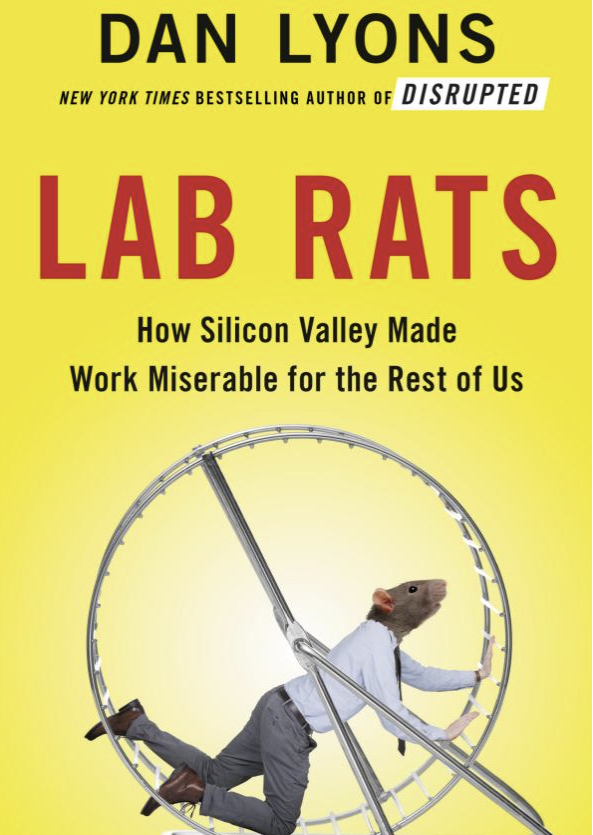 DAN LYONS
NEW YORK TIMES BESTSELLING AUTHOR OF DISRUPTED
LAB RATS
How Silicon Valley Made
Work Miserable for the Rest of Us